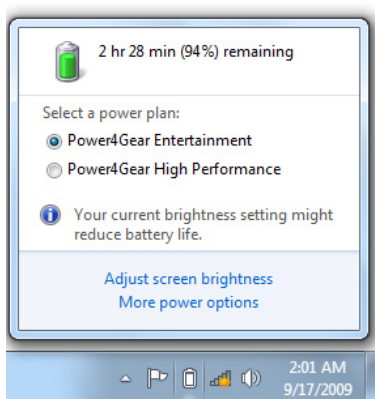 2 hr 28 min (94%) remaining
Select a power plan:
Power4Gear Entertainment
Power4Gear High Performance
Your current brightness setting might
reduce battery life.
Adjust screen brightness
More power options
2:01 AM
9/17/2009